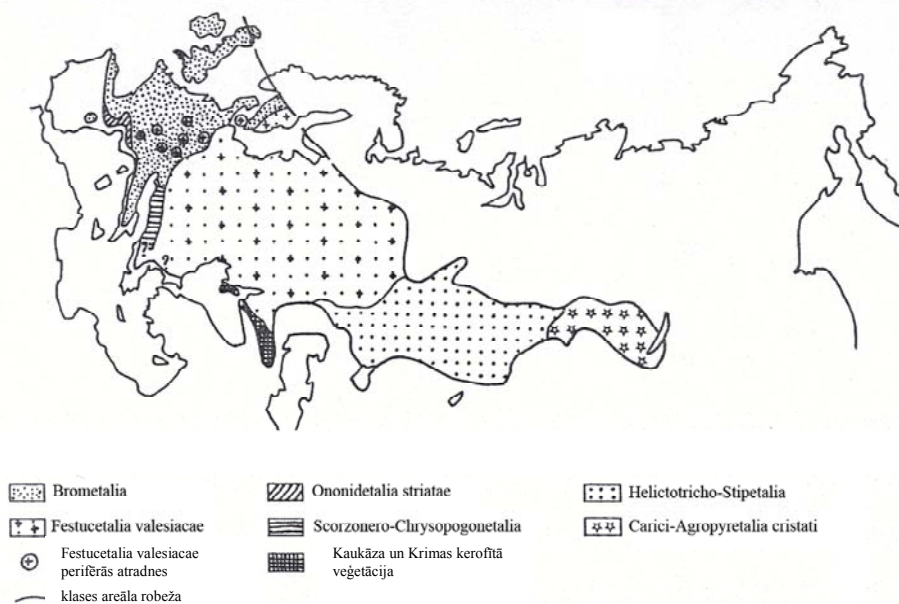 Brometalia
Ononidetalia striatae
Helictotricho-Stipetalia
Festucetalia valesiacae
Scorzonero-Chrysopogonetalia
Carici-Agropyretalia cristati
Festucetalia valesiacae
perifērās atradnes
Kaukāza un Krimas kerofītā
veģetācija
klases areāla robeža